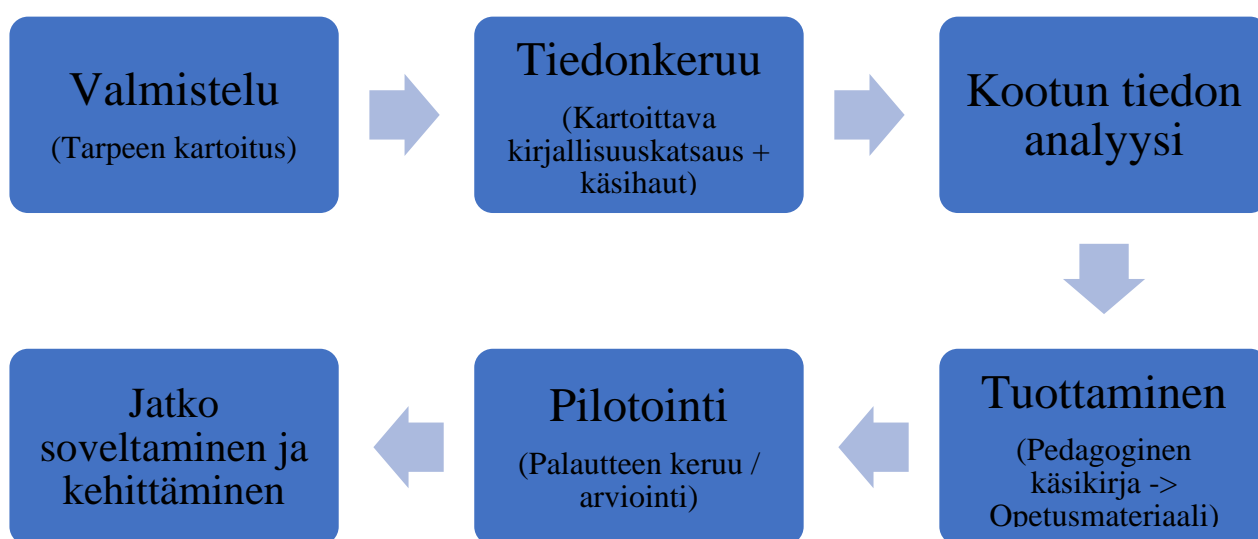 Valmistelu
(Tarpeen kartoitus)
Tiedonkeruu
(Kartoittava
kirjallisuuskatsaus +
käsihaut)
Kootun tiedon
analyysi
Tuottaminen
(Pedagoginen
käsikirja ->
Opetusmateriaali)
Pilotointi
(Palautteen keruu /
arviointi)
Jatko
soveltaminen ja
kehittäminen